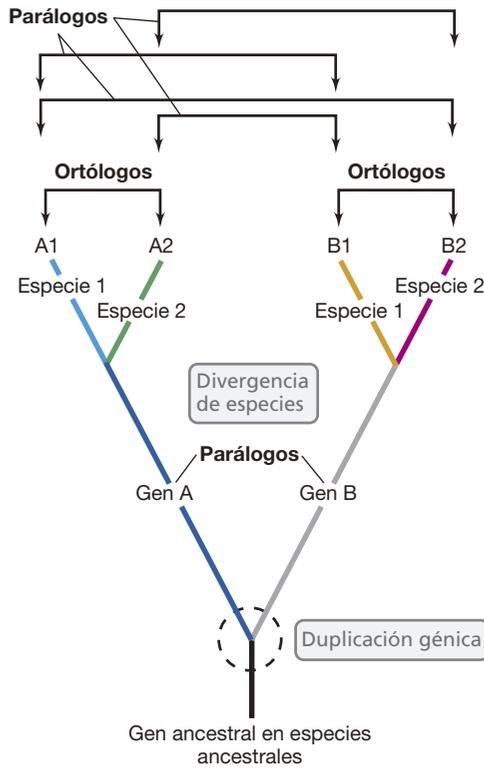 Parálogos
Ortólogos
Ortólogos
A1
A2
B1
B2
Especie 1
Especie 2
Especie 2
Especie 1
Divergencia
de especies
Parálogos
Gen A
Gen B
Duplicación génica
Gen ancestral en especies
ancestrales